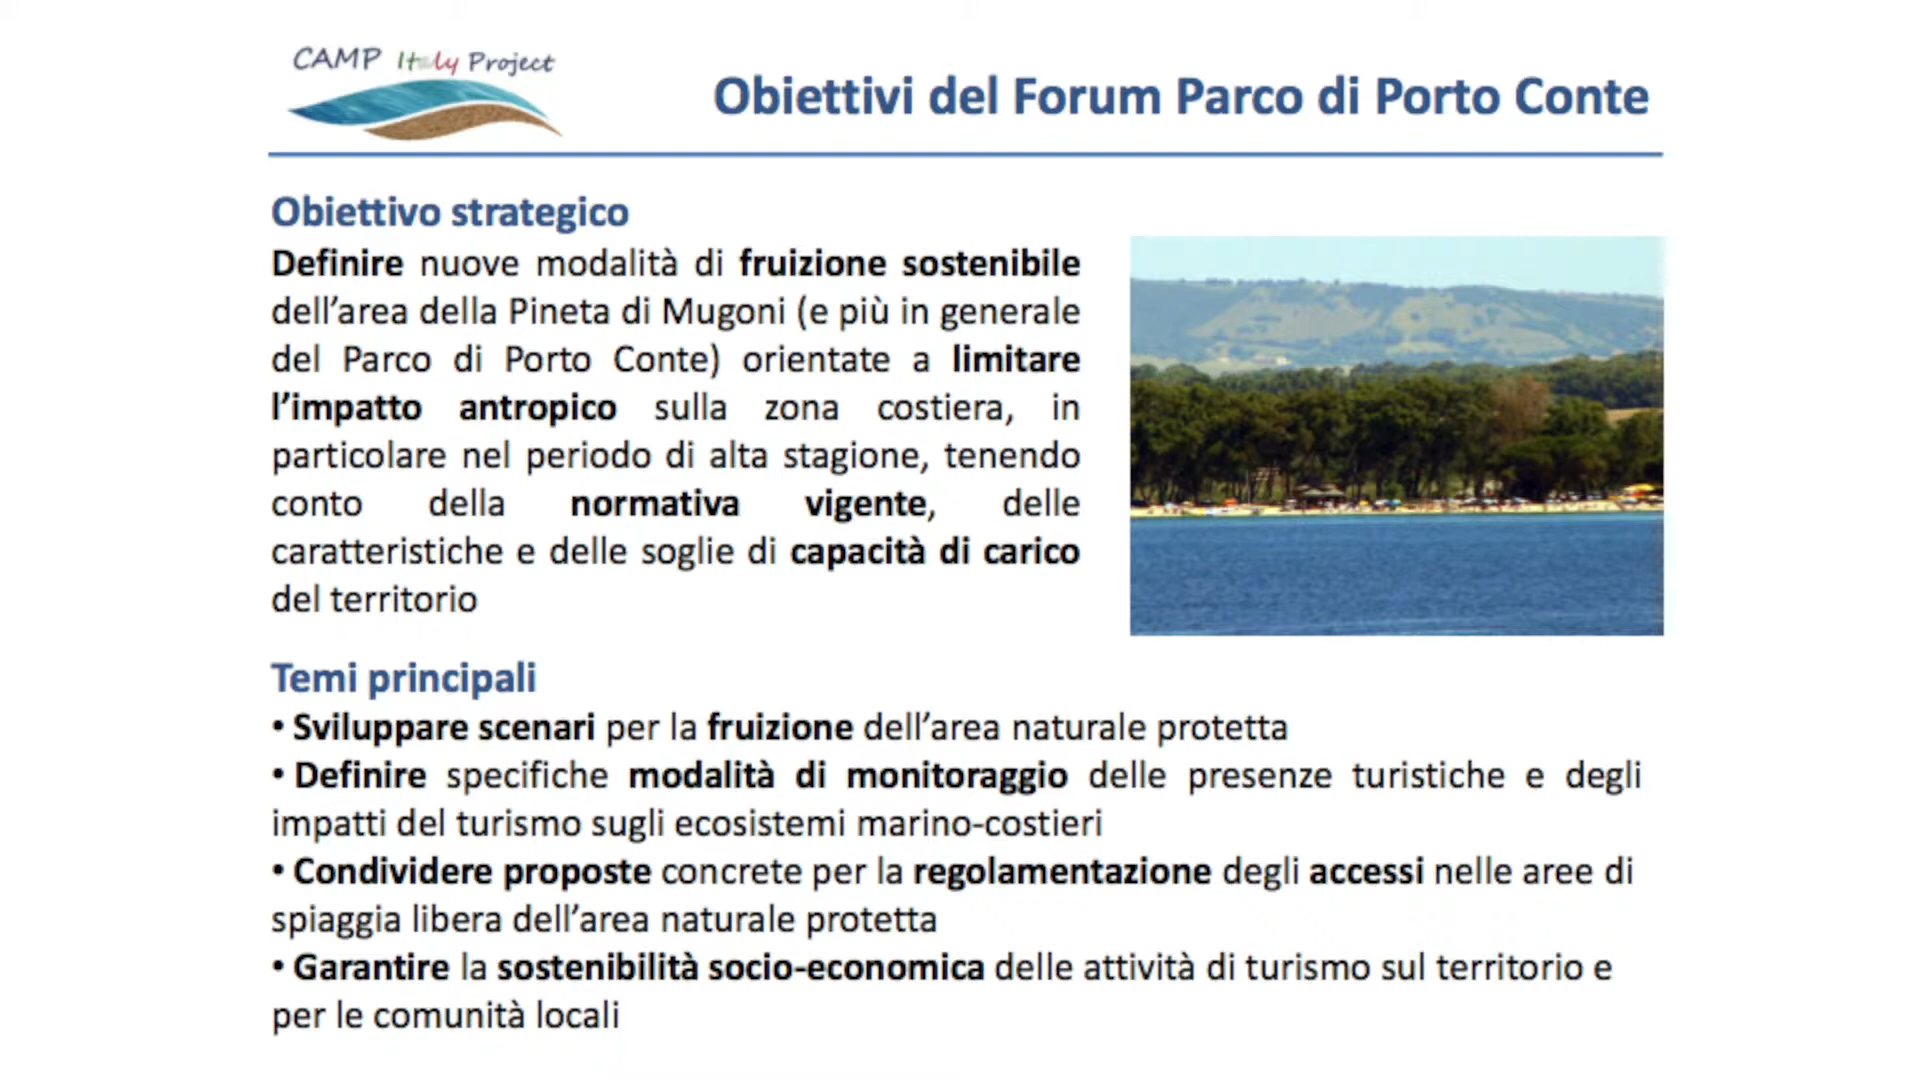 CAMP Italy Project
Obiettivi del Forum Parco di Porto Conte
Obiettivo strategico
Definire nuove modalità di fruizione sostenibile
dell’area della Pineta di Mugoni (e più in generale
del Parco di Porto Conte) orientate a limitare
l’impatto antropico sulla zona costiera, in
particolare nel periodo di alta stagione, tenendo
conto della normativa vigente, delle
caratteristiche e delle soglie di capacità di carico
del territorio
Temi principali
• Sviluppare scenari per la fruizione dell’area naturale protetta
• Definire specifiche modalità di monitoraggio delle presenze turistiche e degli
impatti del turismo sugli ecosistemi marino-costieri
• Condividere proposte concrete per la regolamentazione degli accessi nelle aree di
spiaggia libera dell’area naturale protetta
• Garantire la sostenibilità socio-economica delle attività di turismo sul territorio e
per le comunità locali